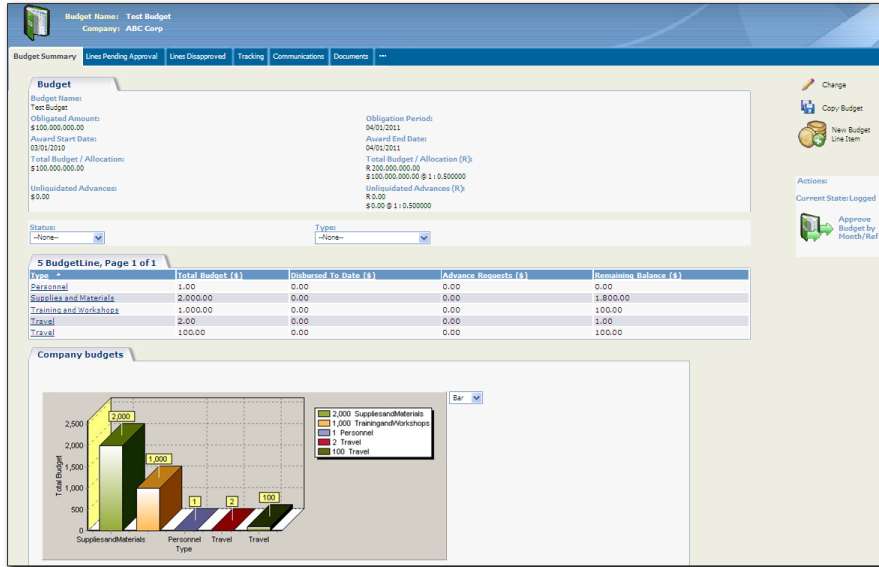 Budget Name: Test Budget
Company: ABC Corp
Budget Summary Lines Pending Approval Lines Disapproved Tracking Communications Documents ...
Budget
Budget Name:
Test Budget
Obligated Amount:
$100,000,000.00
Obligation Period:
04/01/2011
Award Start Date:
03/01/2010
Award End Date:
04/01/2011
Total Budget / Allocation:
$100,000,000.00
Total Budget / Allocation (R):
R 200,000,000.00
$100,000,000.00 @ 1 : 0.500000
Unliquidated Advances:
$0.00
Unliquidated Advances (R):
R 0.00
$0.00 @ 1 : 0.500000
Change
Copy Budget
New Budget
Line Item
Actions:
Current State: Logged
Approve
Budget by
Month/Ref
Status:
--None--
Type:
--None--
5 BudgetLine, Page 1 of 1
Type Total Budget ($) Disbursed To Date ($) Advance Requests ($) Remaining Balance ($)
Personnel 1.00 0.00 0.00 0.00
Supplies and Materials 2,000.00 0.00 0.00 1,800.00
Training and Workshops 1,000.00 0.00 0.00 100.00
Travel 2.00 0.00 0.00 1.00
Travel 100.00 0.00 0.00 100.00
Company budgets
Bar
2,000 SuppliesandMaterials
1,000 TrainingandWorkshops
1 Personnel
2 Travel
100 Travel
Total Budget
2,500
2,000
1,500
1,000
500
0
2,000
1,000
1
2
100
SuppliesandMaterials Personnel Travel Travel
Type